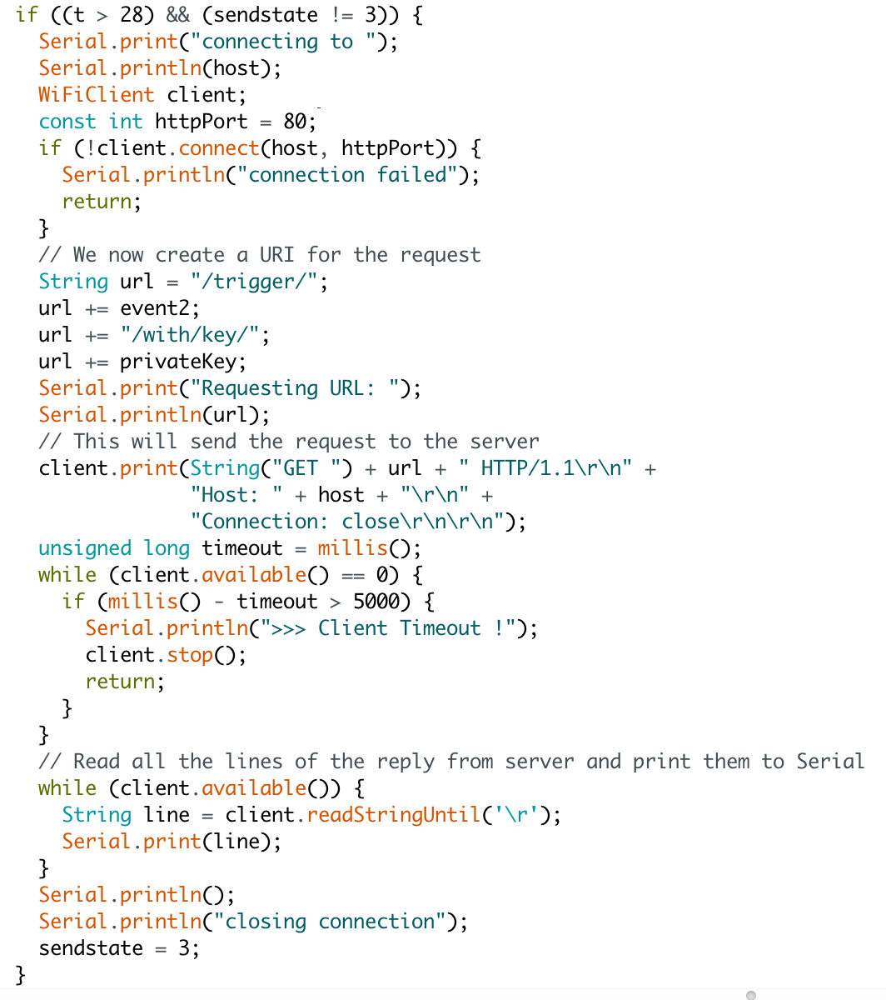 if ((t > 28) && (sendstate != 3)) {
  Serial.print("connecting to ");
  Serial.println(host);
  WiFiClient client;
  const int httpPort = 80;
  if (!client.connect(host, httpPort)) {
    Serial.println("connection failed");
    return;
  }
  // We now create a URI for the request
  String url = "/trigger/";
  url += event2;
  url += "/with/key/";
  url += privateKey;
  Serial.print("Requesting URL: ");
  Serial.println(url);
  // This will send the request to the server
  client.print(String("GET ") + url + " HTTP/1.1\r\n" +
               "Host: " + host + "\r\n" +
               "Connection: close\r\n\r\n");
  unsigned long timeout = millis();
  while (client.available() == 0) {
    if (millis() - timeout > 5000) {
      Serial.println(">>> Client Timeout !");
      client.stop();
      return;
    }
  }
  // Read all the lines of the reply from server and print them to Serial
  while (client.available()) {
    String line = client.readStringUntil('\r');
    Serial.print(line);
  }
  Serial.println();
  Serial.println("closing connection");
  sendstate = 3;
}